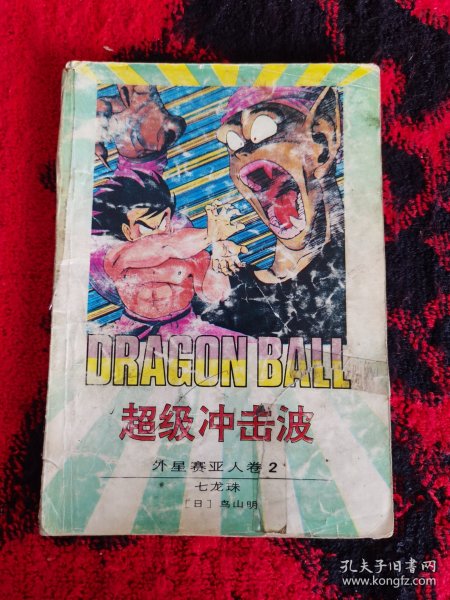 DRAGON BALL
超级冲击波
外星赛亚人卷2
七龙珠
[日]鸟山明
孔夫子旧书网
www.kongfz.com